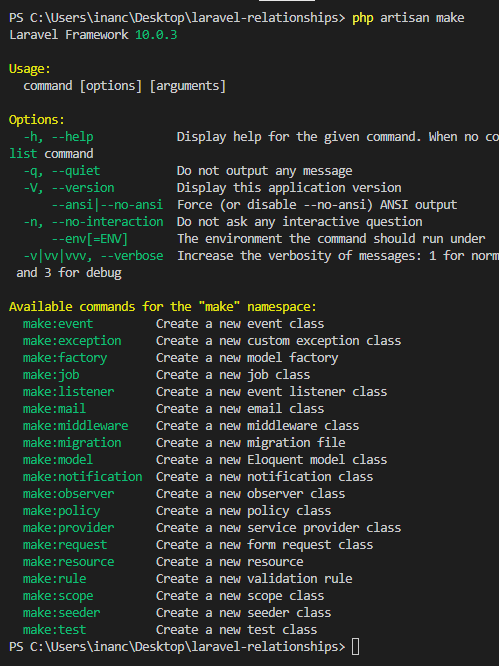 PS C:\Users\inanc\Desktop\laravel-relationships> php artisan make
Laravel Framework 10.0.3
Usage:
command [options] [arguments]
Options:
-h, --help Display help for the given command. When no co
list command
-q, --quiet Do not output any message
-V, --version Display this application version
--ansi|--no-ansi Force (or disable --no-ansi) ANSI output
-n, --no-interaction Do not ask any interactive question
--env[=ENV] The environment the command should run under
-v|vv|vvv, --verbose Increase the verbosity of messages: 1 for norm
and 3 for debug
Available commands for the "make" namespace:
make:event Create a new event class
make:exception Create a new custom exception class
make:factory Create a new model factory
make:job Create a new job class
make:listener Create a new event listener class
make:mail Create a new email class
make:middleware Create a new middleware class
make:migration Create a new migration file
make:model Create a new Eloquent model class
make:notification Create a new notification class
make:observer Create a new observer class
make:policy Create a new policy class
make:provider Create a new service provider class
make:request Create a new form request class
make:resource Create a new resource
make:rule Create a new validation rule
make:scope Create a new scope class
make:seeder Create a new seeder class
make:test Create a new test class
PS C:\Users\inanc\Desktop\laravel-relationships>